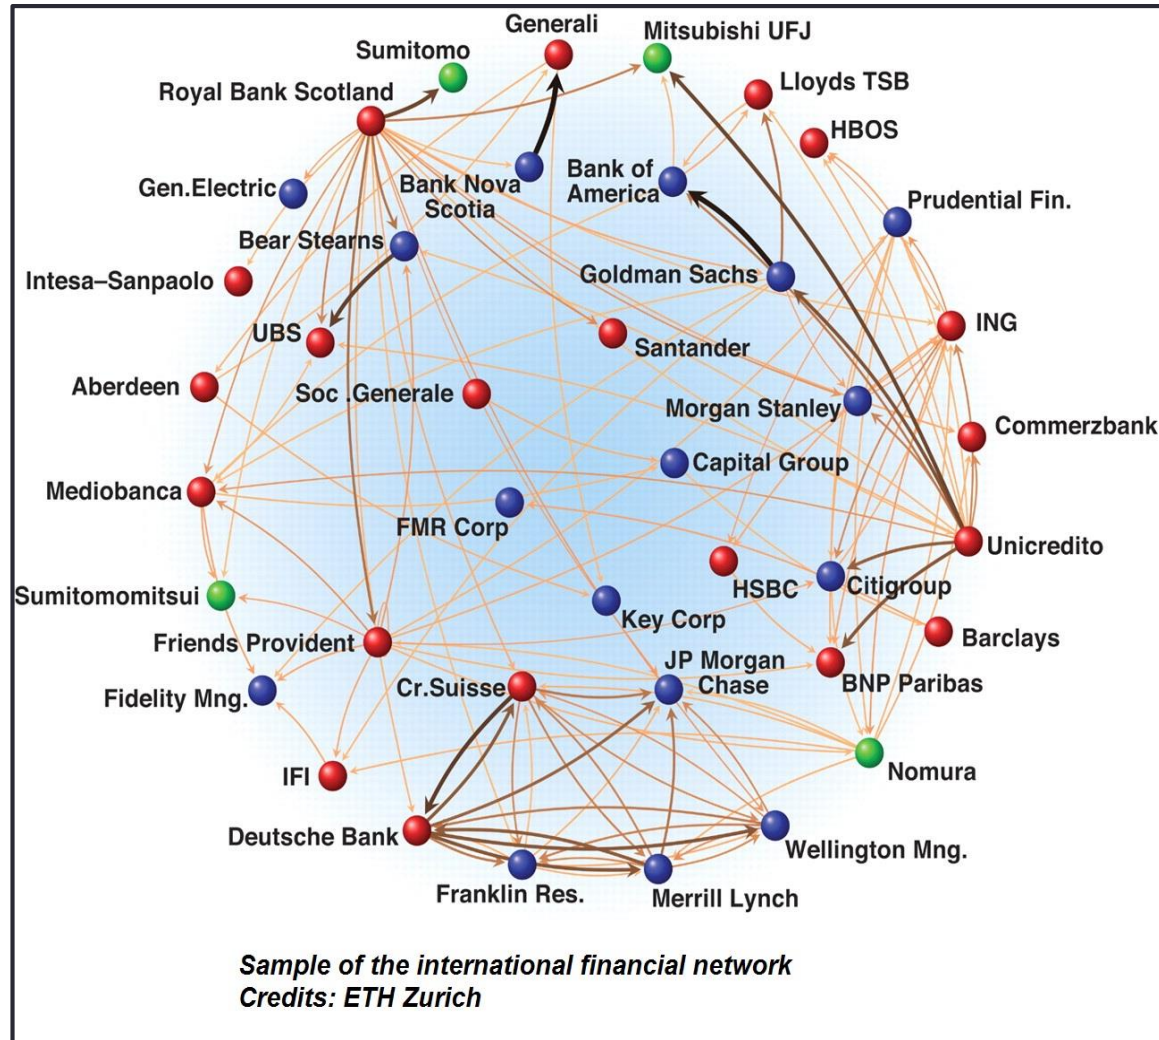 Generali
Mitsubishi UFJ
Sumitomo
Lloyds TSB
Royal Bank Scotland
HBOS
Gen.Electric
Bank Nova
Scotia
Bank of
America
Prudential Fin.
Bear Stearns
Intesa–Sanpaolo
Goldman Sachs
UBS
Santander
ING
Aberdeen
Soc .Generale
Morgan Stanley
Commerzbank
Mediobanca
Capital Group
FMR Corp
Unicredito
Sumitomomitsui
HSBC
Citigroup
Key Corp
Barclays
Friends Provident
Cr.Suisse
JP Morgan
Chase
BNP Paribas
Fidelity Mng.
IFI
Nomura
Deutsche Bank
Wellington Mng.
Franklin Res.
Merrill Lynch
Sample of the international financial network
Credits: ETH Zurich